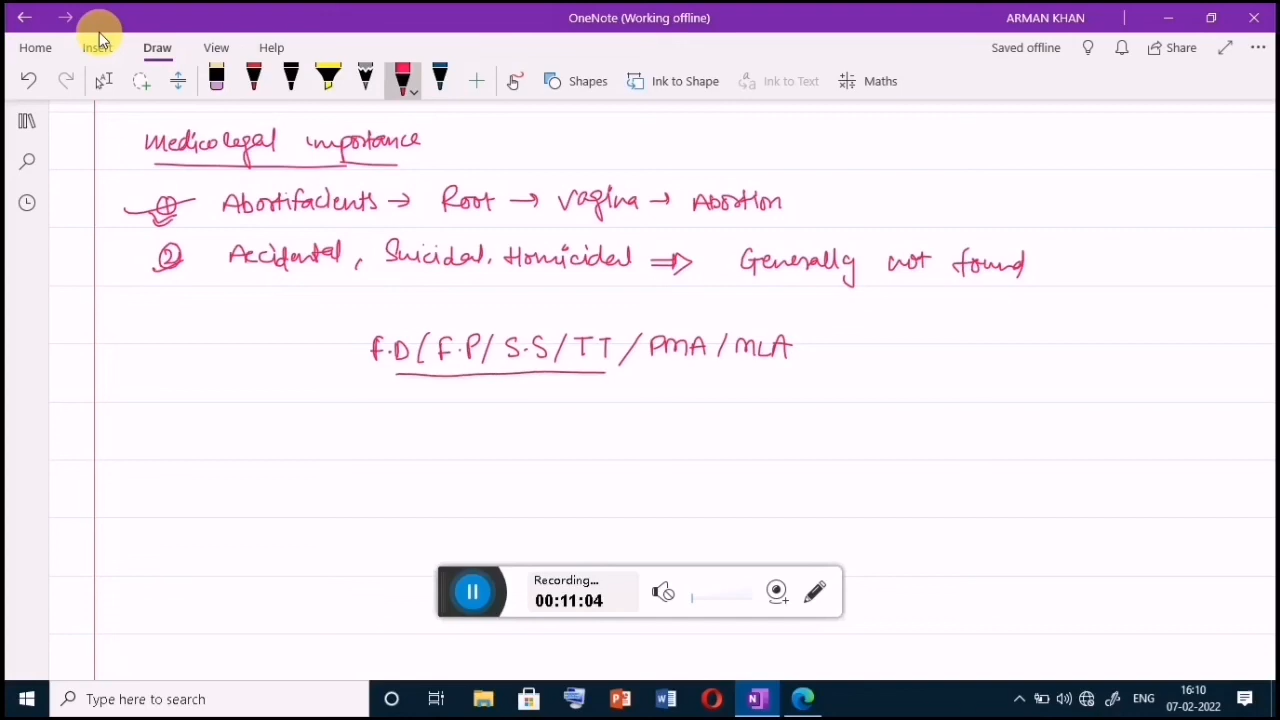 OneNote (Working offline)
ARMAN KHAN
Home Insert Draw View Help
Saved offline Share
Shapes Ink to Shape Ink to Text Maths
Medicolegal importance
① Abortifacients → Root → Vagina → Abortion
② Accidental, Suicidal, Homicidal ⇒ Generally not found
F.D / F.P / S.S / TT / PMA / MLA
Recording...
00:11:04
Type here to search
ENG
16:10
07-02-2022